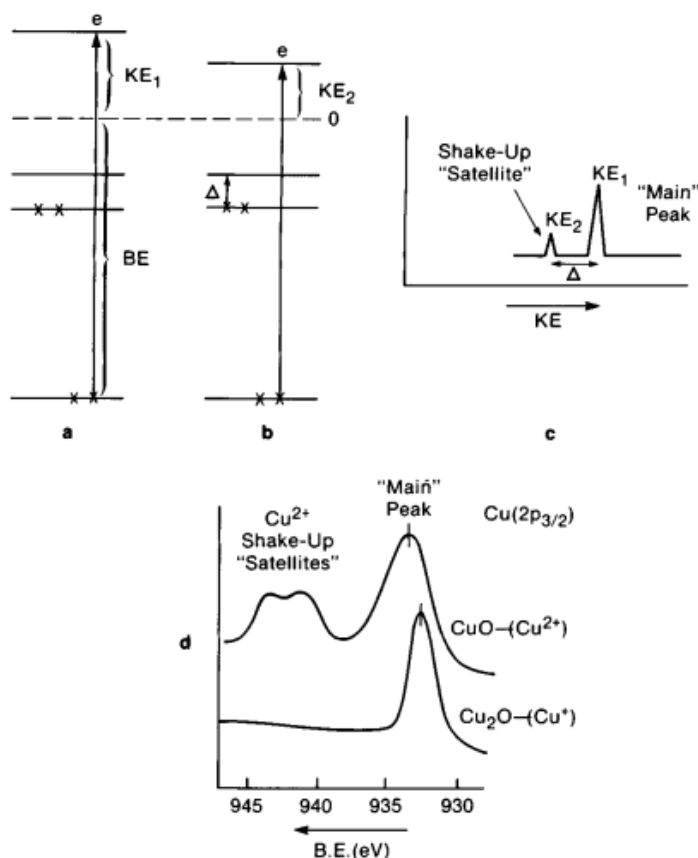 e
KE₁
BE
a
e
KE₂
0
Δ
b
Shake-Up
"Satellite"
KE₁
"Main"
Peak
KE₂
Δ
KE
c
Cu²⁺
Shake-Up
"Satellites"
"Main"
Peak
Cu(2p₃/₂)
d
CuO–(Cu²⁺)
Cu₂O–(Cu⁺)
945 940 935 930
B.E.(eV)